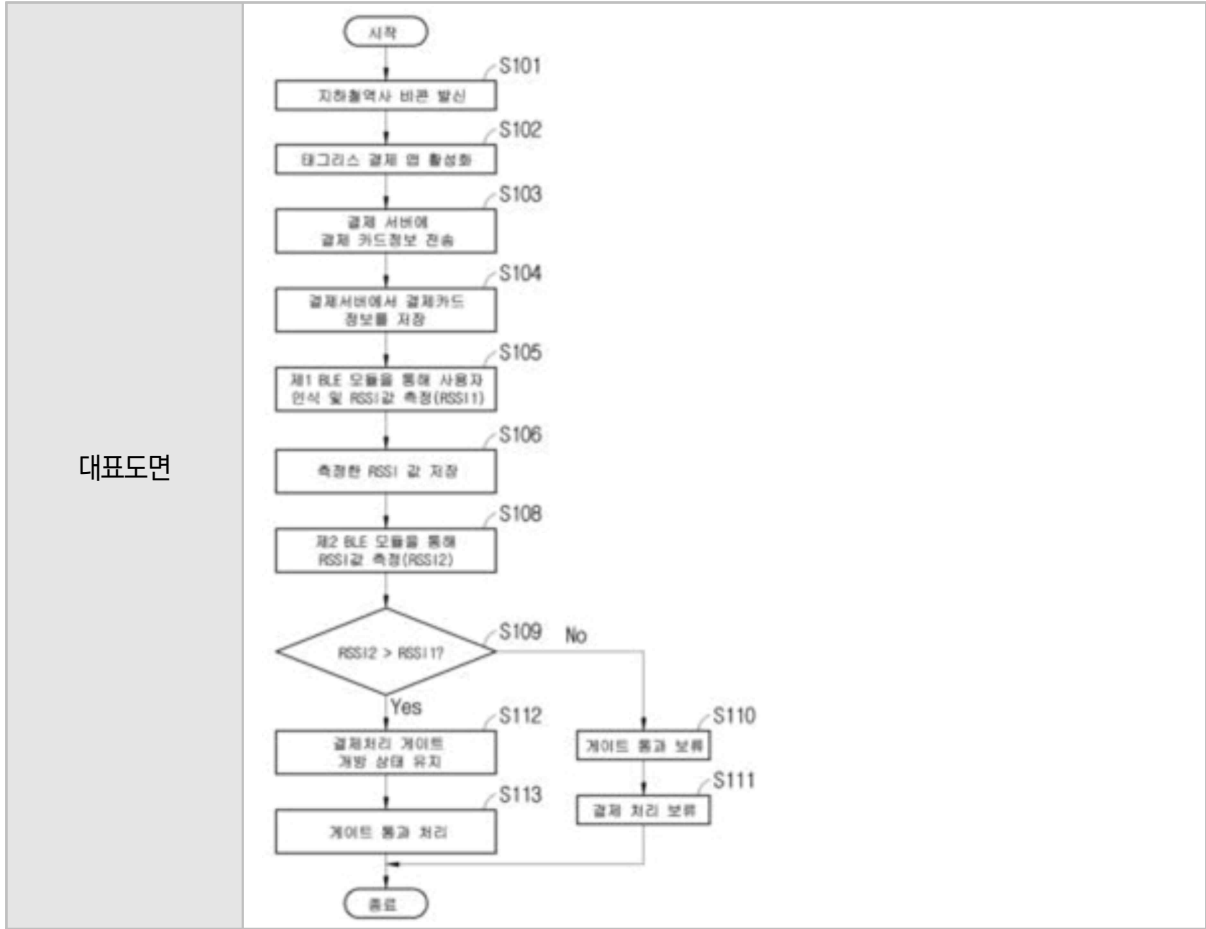 대표도면
시작
S101
지하철역사 비콘 발신
S102
태그리스 결제 앱 활성화
S103
결제 서버에
결제 카드정보 전송
S104
결제서버에서 결제카드
정보를 저장
S105
제1 BLE 모듈을 통해 사용자
인식 및 RSSI값 측정(RSSI1)
S106
측정한 RSSI 값 저장
S108
제2 BLE 모듈을 통해
RSSI값 측정(RSSI2)
S109
No
RSSI2 > RSSI1?
Yes
S112
결제처리 게이트
개방 상태 유지
S110
게이트 통과 보류
S113
게이트 통과 처리
S111
결제 처리 보류
종료